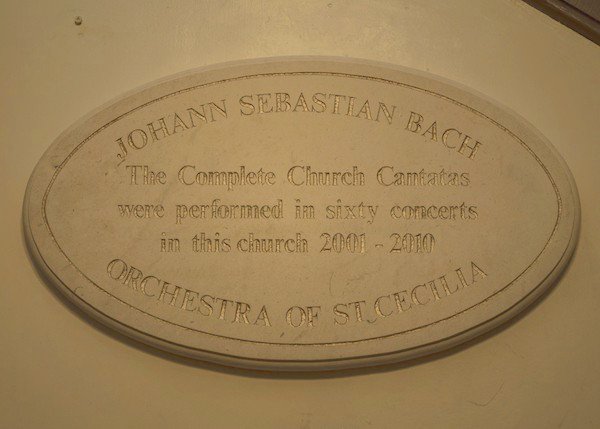 JOHANN SEBASTIAN BACH
The Complete Church Cantatas
were performed in sixty concerts
in this church 2001 - 2010
ORCHESTRA OF ST. CECILIA